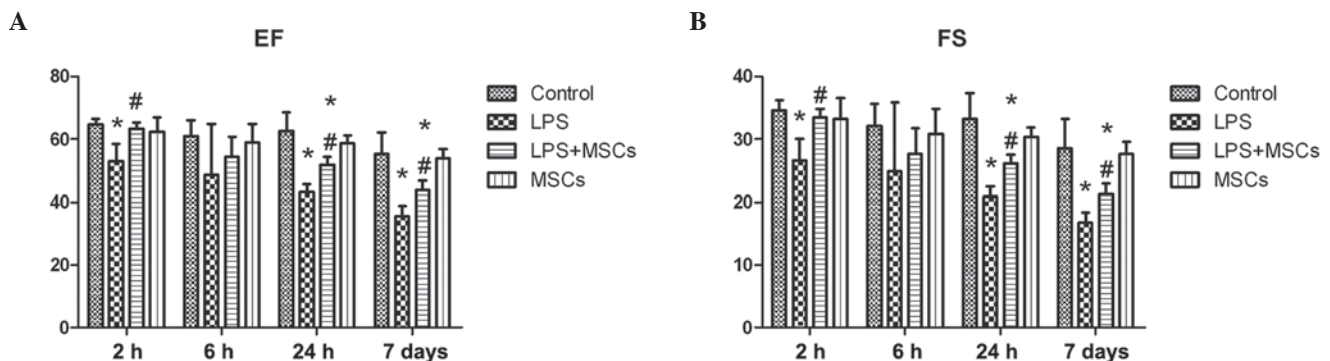 A
EF
80
60
40
20
0
* # * # * * # *
2 h 6 h 24 h 7 days
Control
LPS
LPS+MSCs
MSCs
B
FS
40
30
20
10
0
* # * # * * # *
2 h 6 h 24 h 7 days
Control
LPS
LPS+MSCs
MSCs